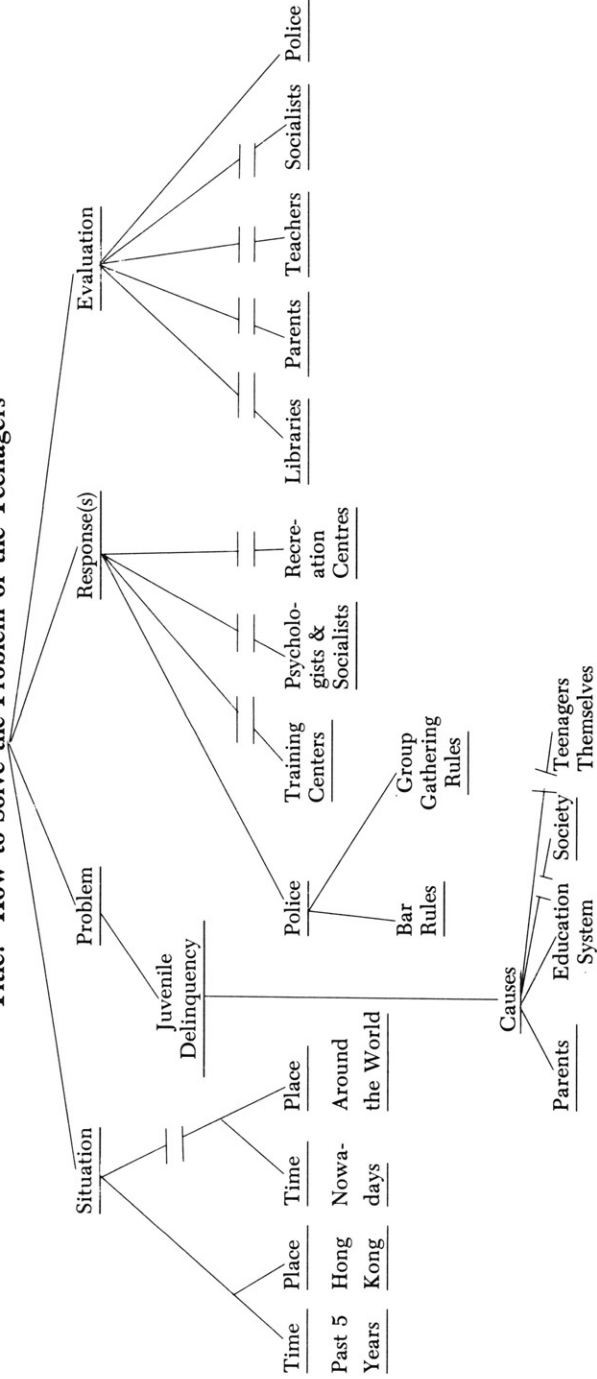 Title: How to Solve the Problem of the Teenagers
Situation
Problem
Response(s)
Evaluation
Juvenile
Delinquency
Time
Place
Time
Place
Past 5
Years
Hong
Kong
Nowa-
days
Around
the World
Police
Training
Centers
Psycholo-
gists &
Socialists
Recre-
ation
Centres
Libraries
Parents
Teachers
Socialists
Police
Bar
Rules
Group
Gathering
Rules
Causes
Parents
Education
System
Society
Teenagers
Themselves